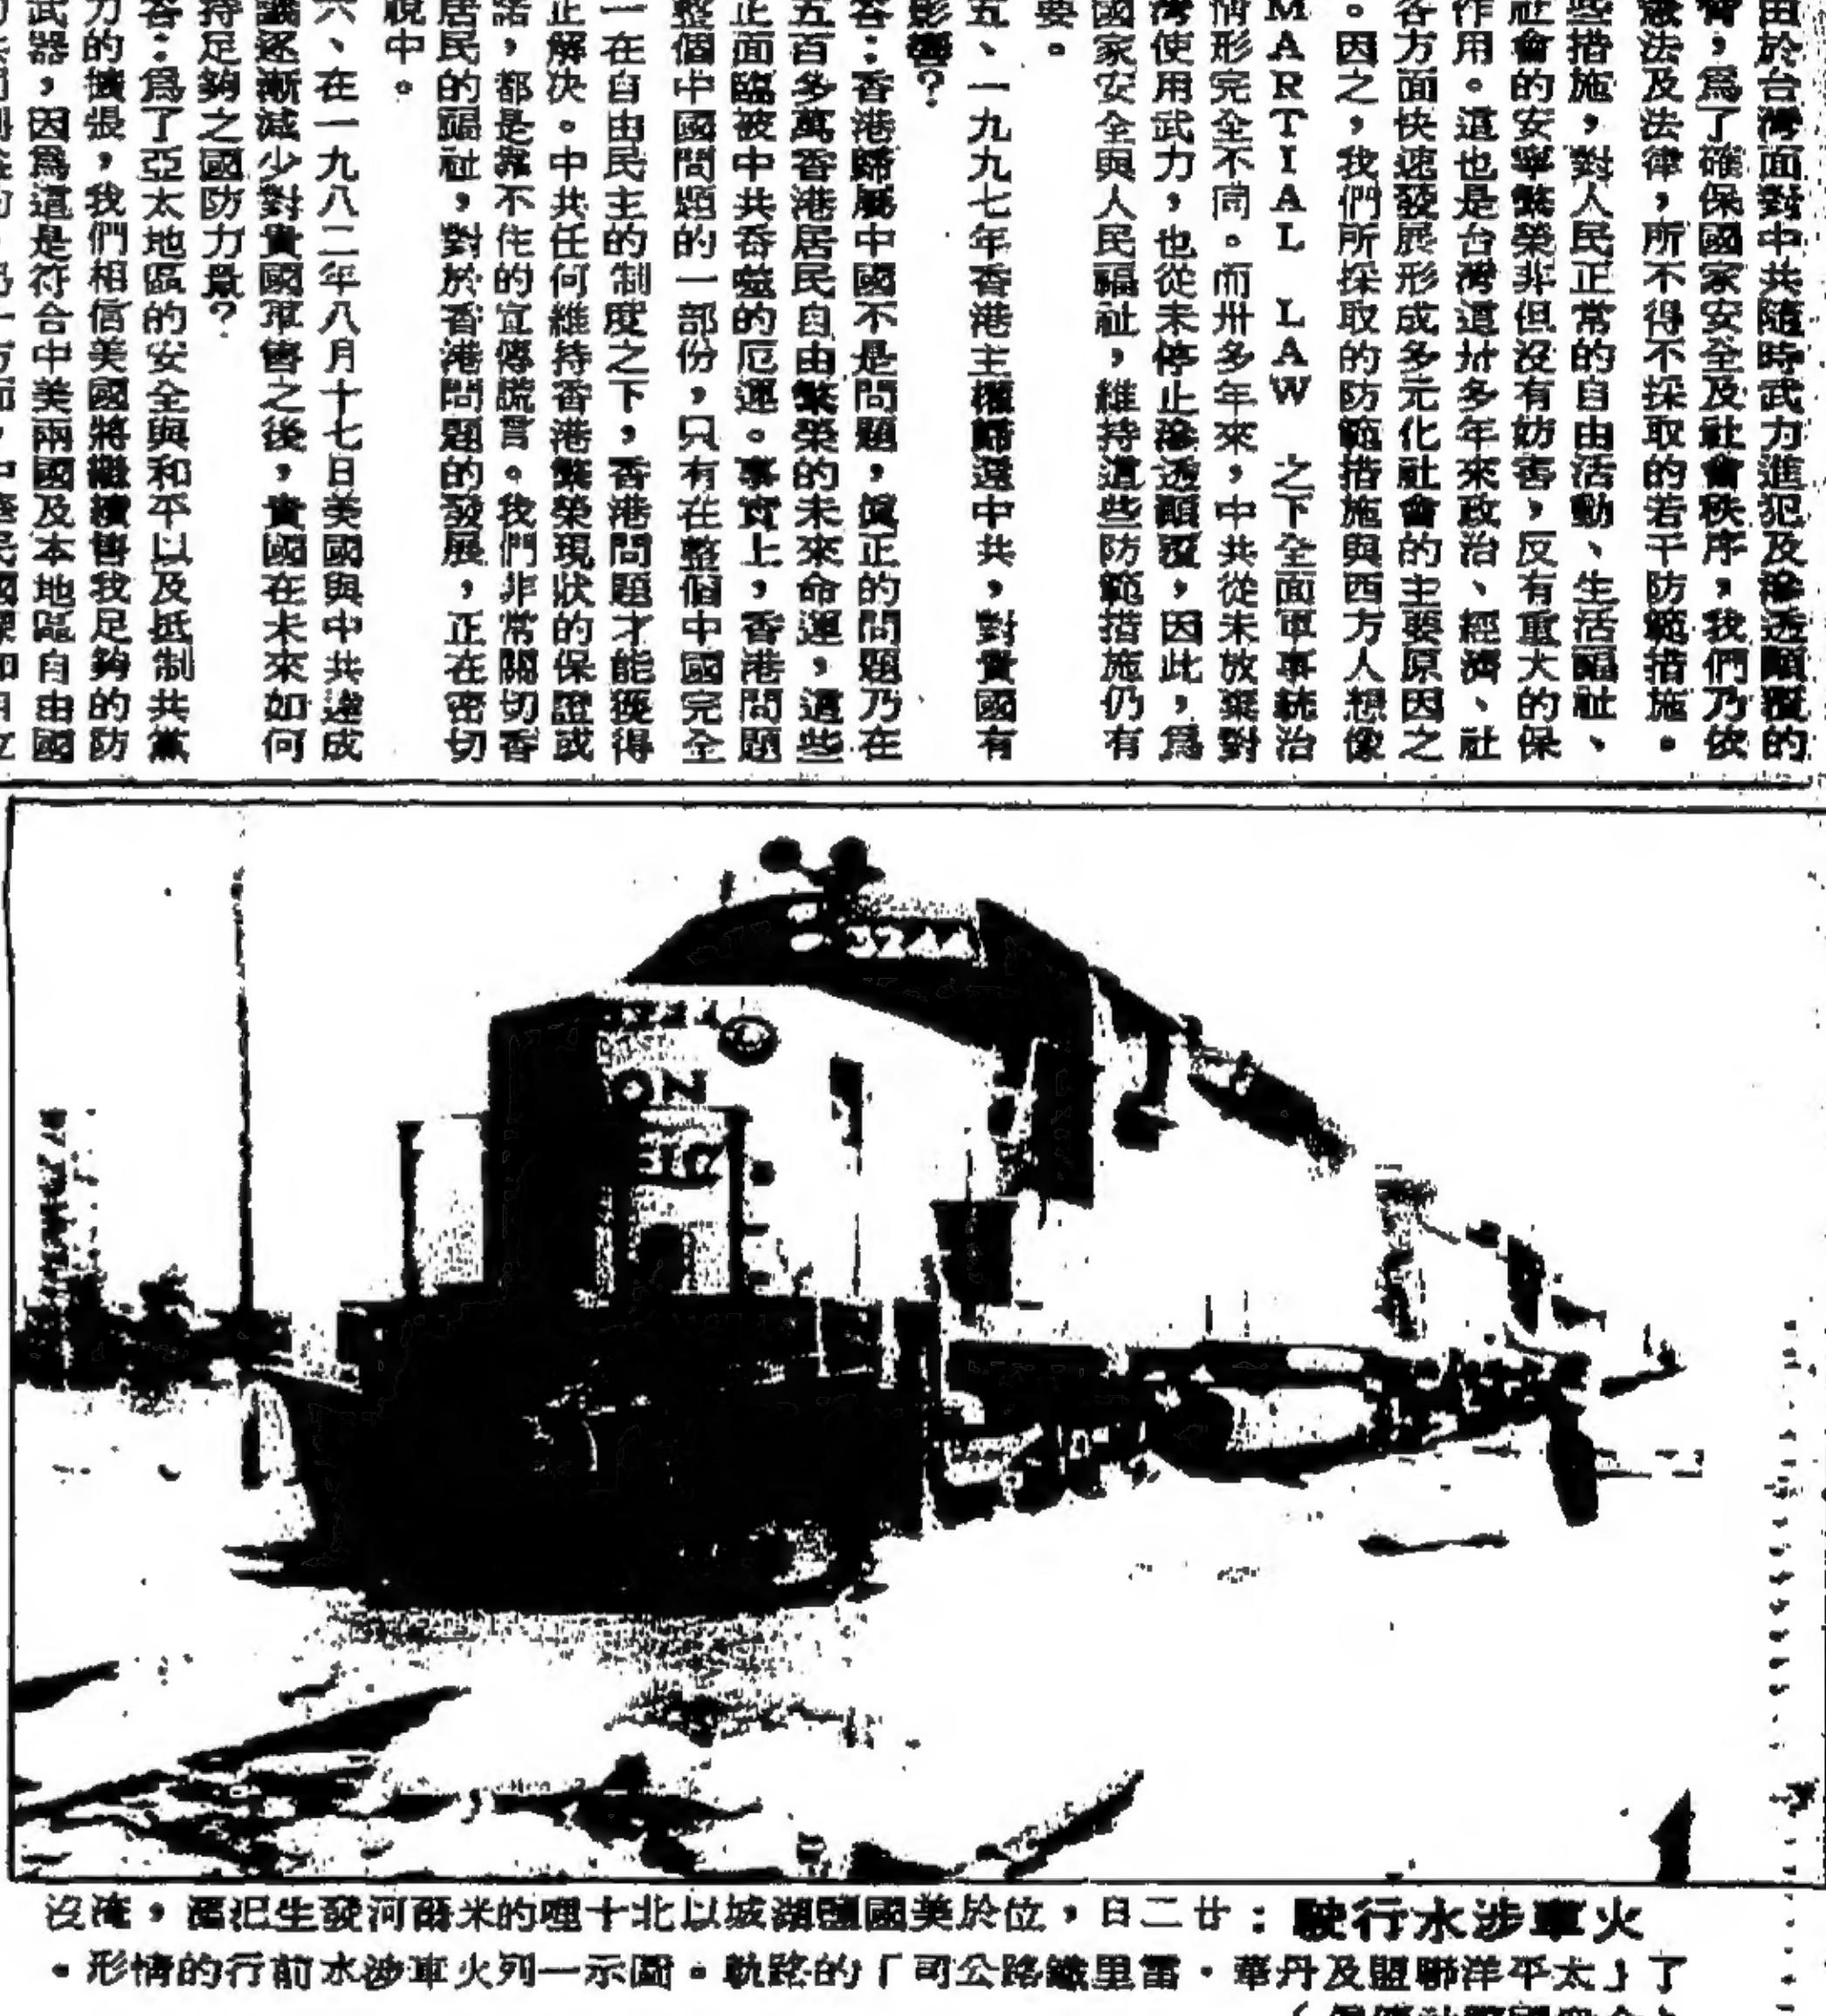 由於台灣面對中共隨時武力進犯及滲透顛覆的
脅，為了確保國家安全及社會秩序，我們乃依
憲法及法律，所不得不採取的若干防範措施。
些措施，對人民正常的自由活動、生活福祉、
社會的安寧繁榮非但沒有妨害，反有重大的保
作用。這也是台灣這卅多年來政治、經濟、社
各方面快速發展形成多元化社會的主要原因之
。因之，我們所採取的防範措施與西方人想像
MARTIAL LAW 之下全面軍事統治
情形完全不同。而卅多年來，中共從未放棄對
灣使用武力，也從未停止滲透顛覆，因此，爲
國家安全與人民福祉，維持這些防範措施仍有
要。
五、一九九七年香港主權歸還中共，對貴國有
影響？
答：香港歸屬中國不是問題，真正的問題乃在
五百多萬香港居民自由繁榮的未來命運，這些
正面臨被中共吞噬的厄運。事實上，香港問題
整個中國問題的一部份，只有在整個中國完全
一在自由民主的制度之下，香港問題才能獲得
正解決。中共任何維持香港繁榮現狀的保證或
諾，都是靠不住的宣傳謊言。我們非常關切香
居民的福祉，對於香港問題的發展，正在密切
視中。
六、在一九八二年八月十七日美國與中共達成
議逐漸減少對貴國軍售之後，貴國在未來如何
持足夠之國防力量？
答：爲了亞太地區的安全與和平以及抵制共黨
力的擴張，我們相信美國將繼續售我足夠的防
武器，因爲這是符合中美兩國及本地區自由國
3244
火車涉水行駛：廿二日，位於美國鹽湖城以北十哩的米爾河發生氾濫，淹沒
了「太平洋聯盟及丹華・雷里鐵路公司」的路軌。圖示一列火車涉水前行的情形。